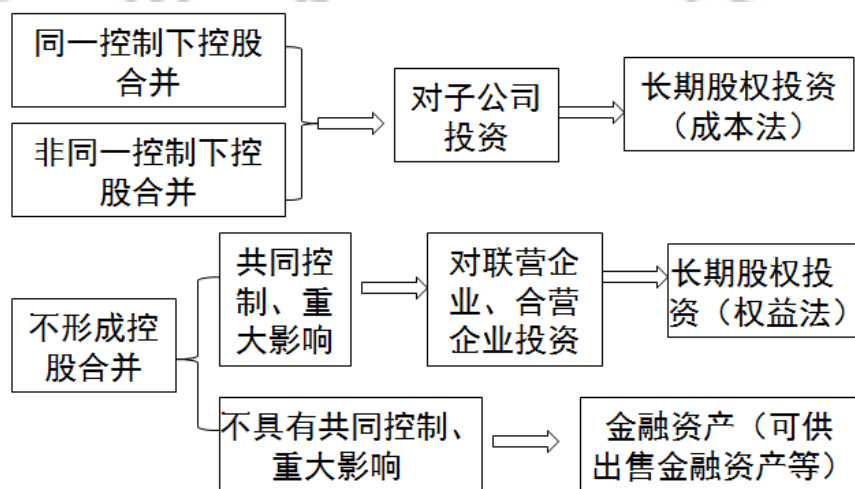 同一控制下控股
合并
非同一控制下控
股合并
对子公司
投资
长期股权投资
（成本法）
不形成控
股合并
共同控
制、重
大影响
对联营企
业、合营
企业投资
长期股权投
资（权益法）
不具有共同控制、
重大影响
金融资产（可供
出售金融资产等）